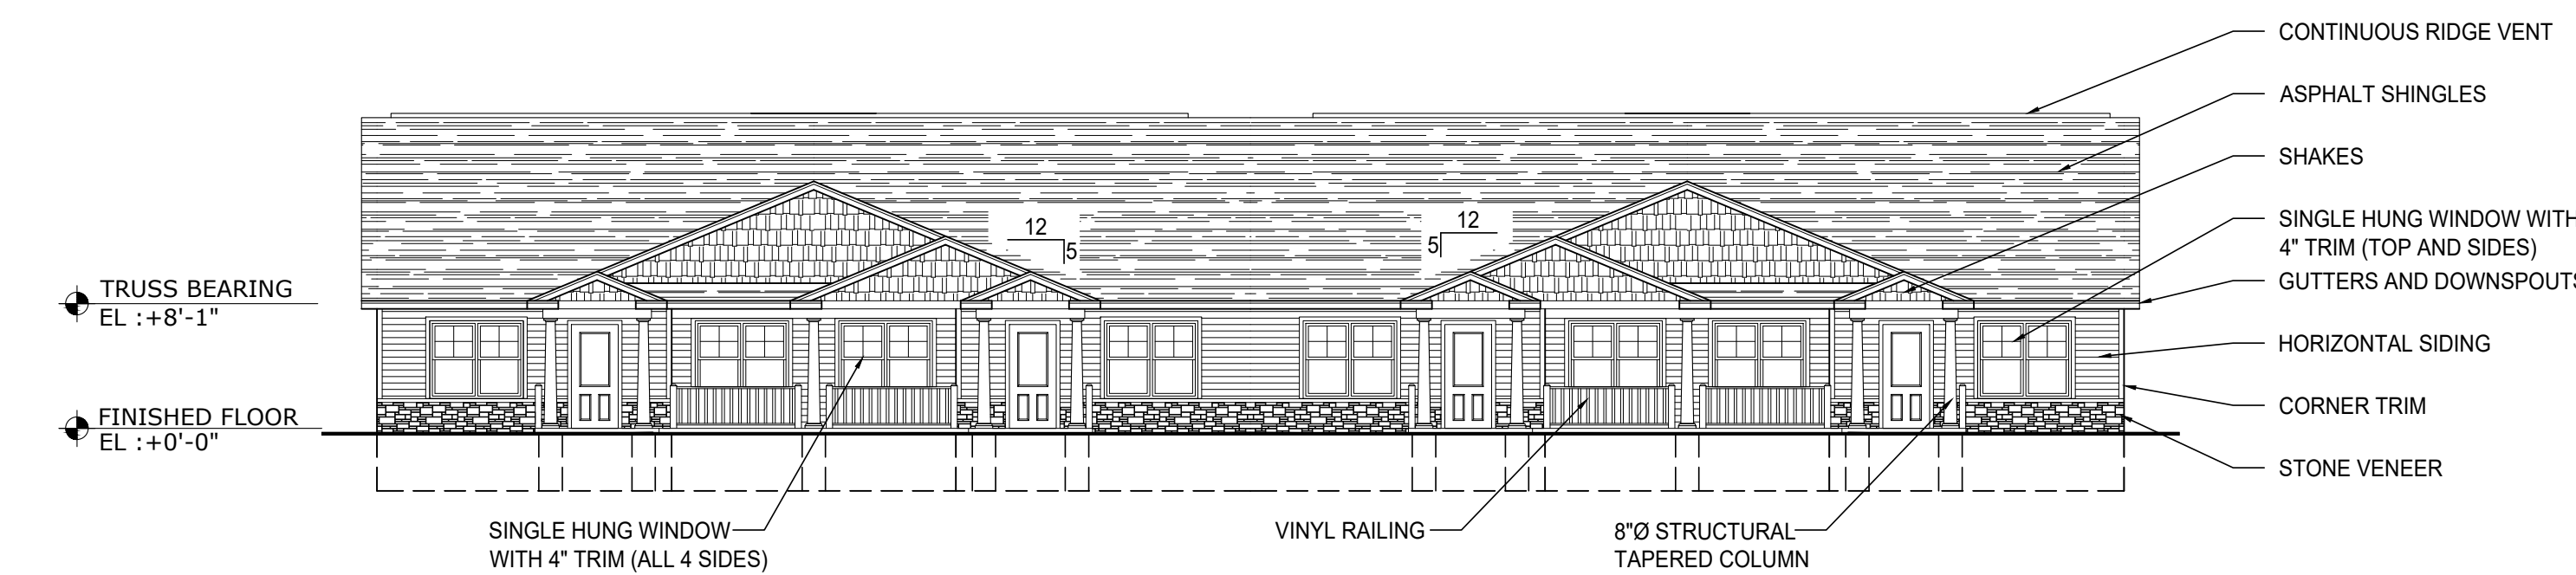 CONTINUOUS RIDGE VENT
ASPHALT SHINGLES
SHAKES
12
5
12
5
SINGLE HUNG WINDOW WITH
4" TRIM (TOP AND SIDES)
GUTTERS AND DOWNSPOUTS
TRUSS BEARING
EL :+8'-1"
HORIZONTAL SIDING
CORNER TRIM
FINISHED FLOOR
EL :+0'-0"
STONE VENEER
SINGLE HUNG WINDOW
WITH 4" TRIM (ALL 4 SIDES)
VINYL RAILING
8"Ø STRUCTURAL
TAPERED COLUMN